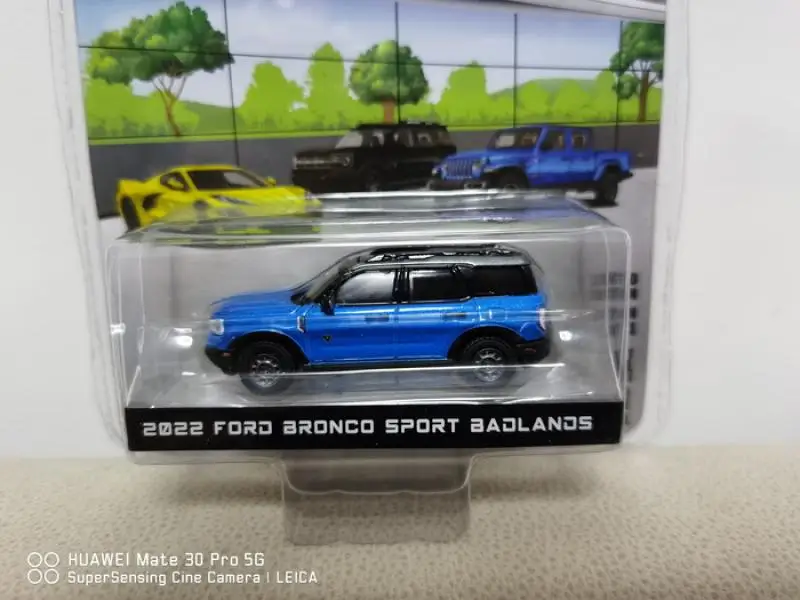 2022 FORD BRONCO SPORT BADLANDS
HUAWEI Mate 30 Pro 5G
SuperSensing Cine Camera | LEICA